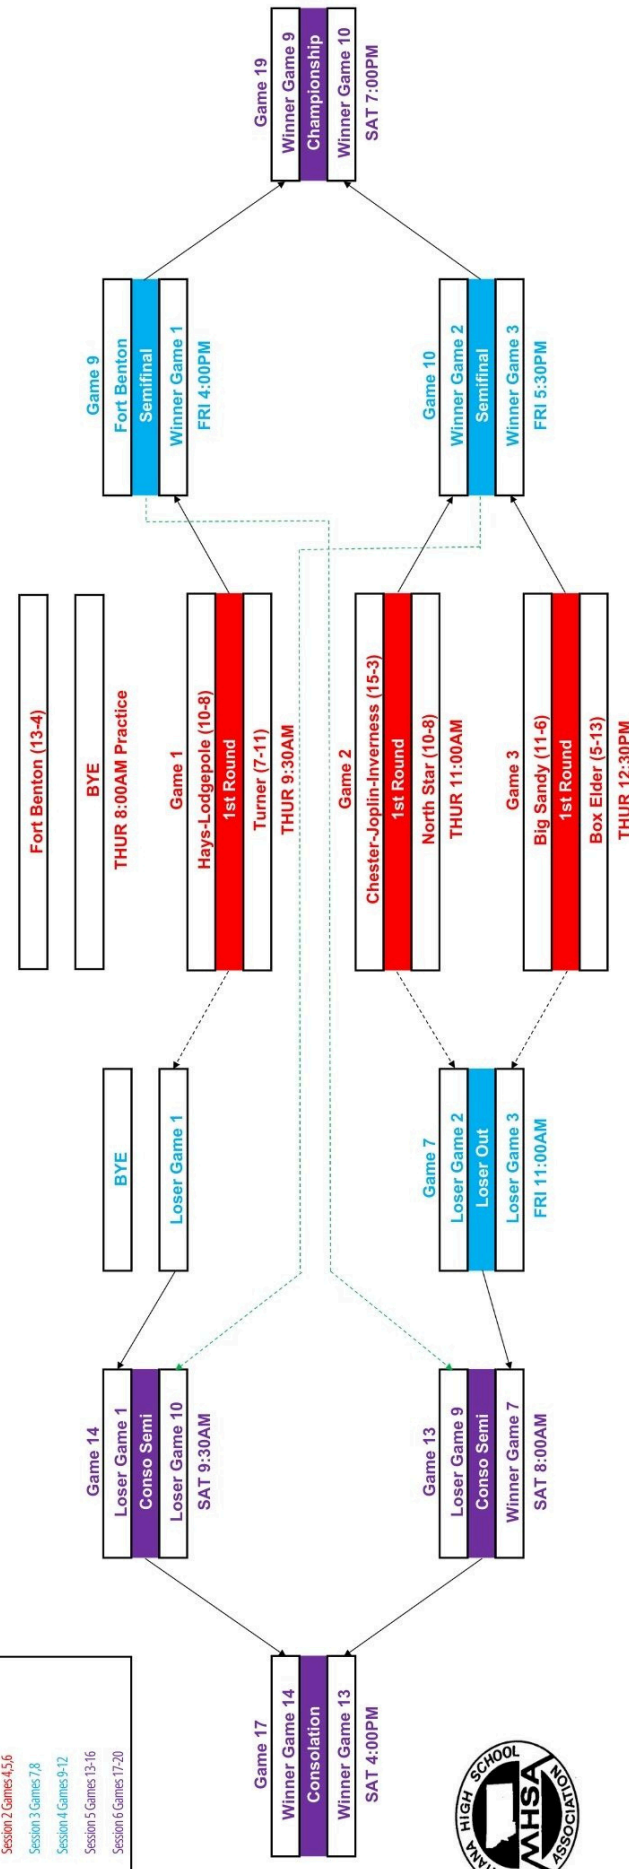 Session 2 Games 4,5,6
Session 3 Games 7,8
Session 4 Games 9-12
Session 5 Games 13-16
Session 6 Games 17-20
Fort Benton (13-4)
BYE
THUR 8:00AM Practice
Game 14
Loser Game 1
Conso Semi
Loser Game 10
SAT 9:30AM
BYE
Loser Game 1
Game 1
Hays-Lodgepole (10-8)
1st Round
Turner (7-11)
THUR 9:30AM
Game 9
Fort Benton
Semifinal
Winner Game 1
FRI 4:00PM
Game 17
Winner Game 14
Consolation
Winner Game 13
SAT 4:00PM
Game 19
Winner Game 9
Championship
Winner Game 10
SAT 7:00PM
Game 2
Chester-Joplin-Inverness (15-3)
1st Round
North Star (10-8)
THUR 11:00AM
Game 13
Loser Game 9
Conso Semi
Winner Game 7
SAT 8:00AM
Game 7
Loser Game 2
Loser Out
Loser Game 3
FRI 11:00AM
Game 10
Winner Game 2
Semifinal
Winner Game 3
FRI 5:30PM
Game 3
Big Sandy (11-6)
1st Round
Box Elder (5-13)
THUR 12:30PM
HIGH SCHOOL
MHSA
ASSOCIATION